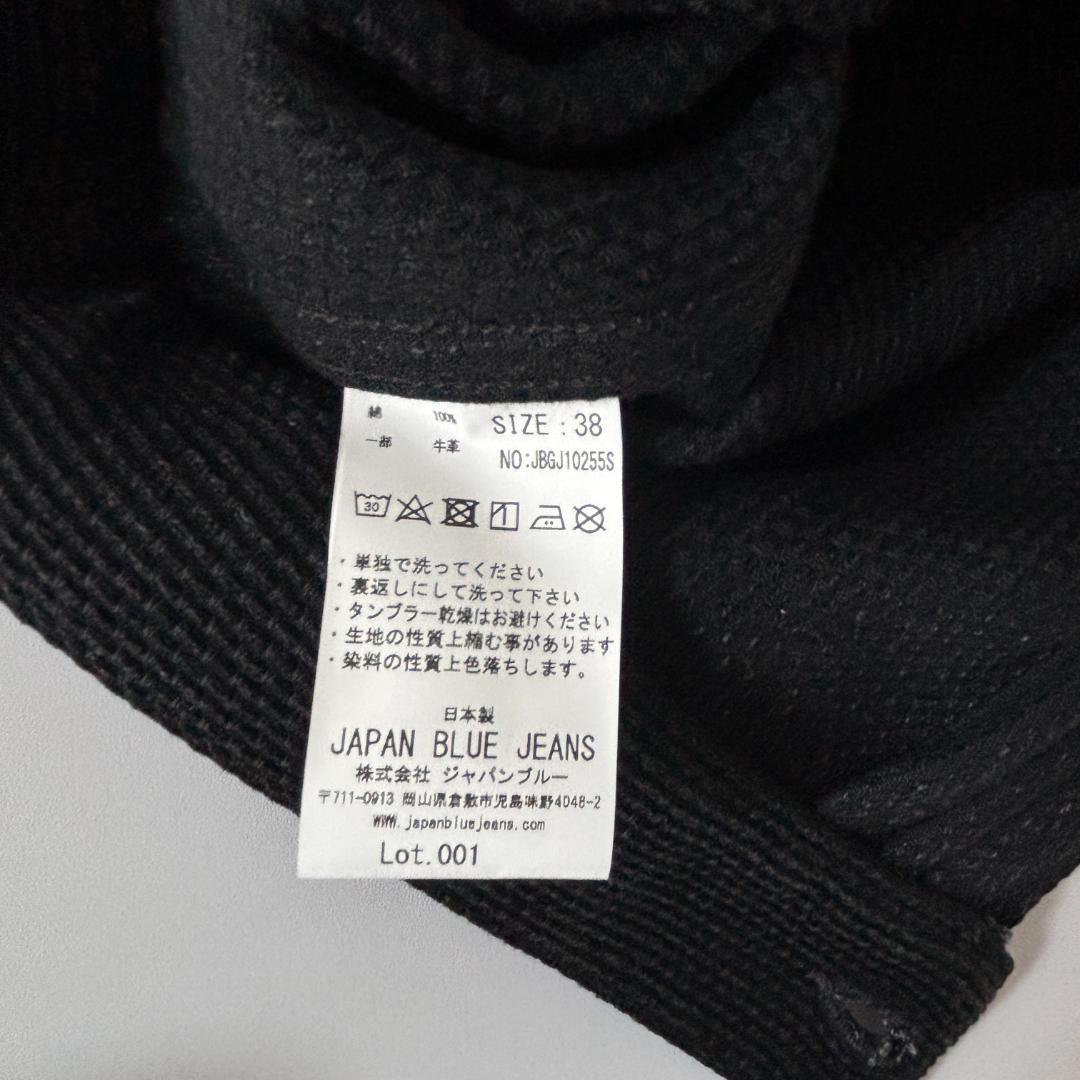 綿 100% SIZE : 38
一部 牛革 NO:JBGJ10255S
30
・単独で洗ってください
・裏返しにして洗って下さい
・タンブラー乾燥はお避けください
・生地の性質上縮む事があります
・染料の性質上色落ちします。
日本製
JAPAN BLUE JEANS
株式会社 ジャパンブルー
〒711-0913 岡山県倉敷市児島味野4048-2
www.japanbluejeans.com
Lot.001